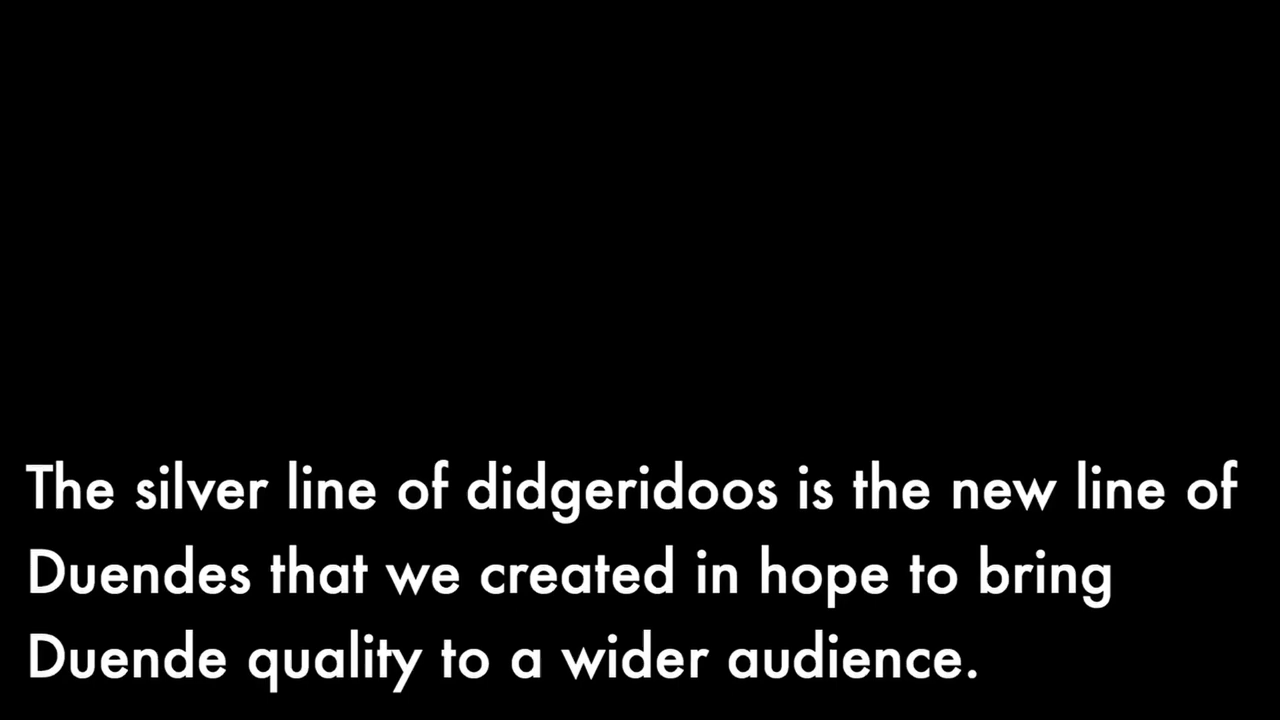 The silver line of didgeridoos is the new line of
Duendes that we created in hope to bring
Duende quality to a wider audience.